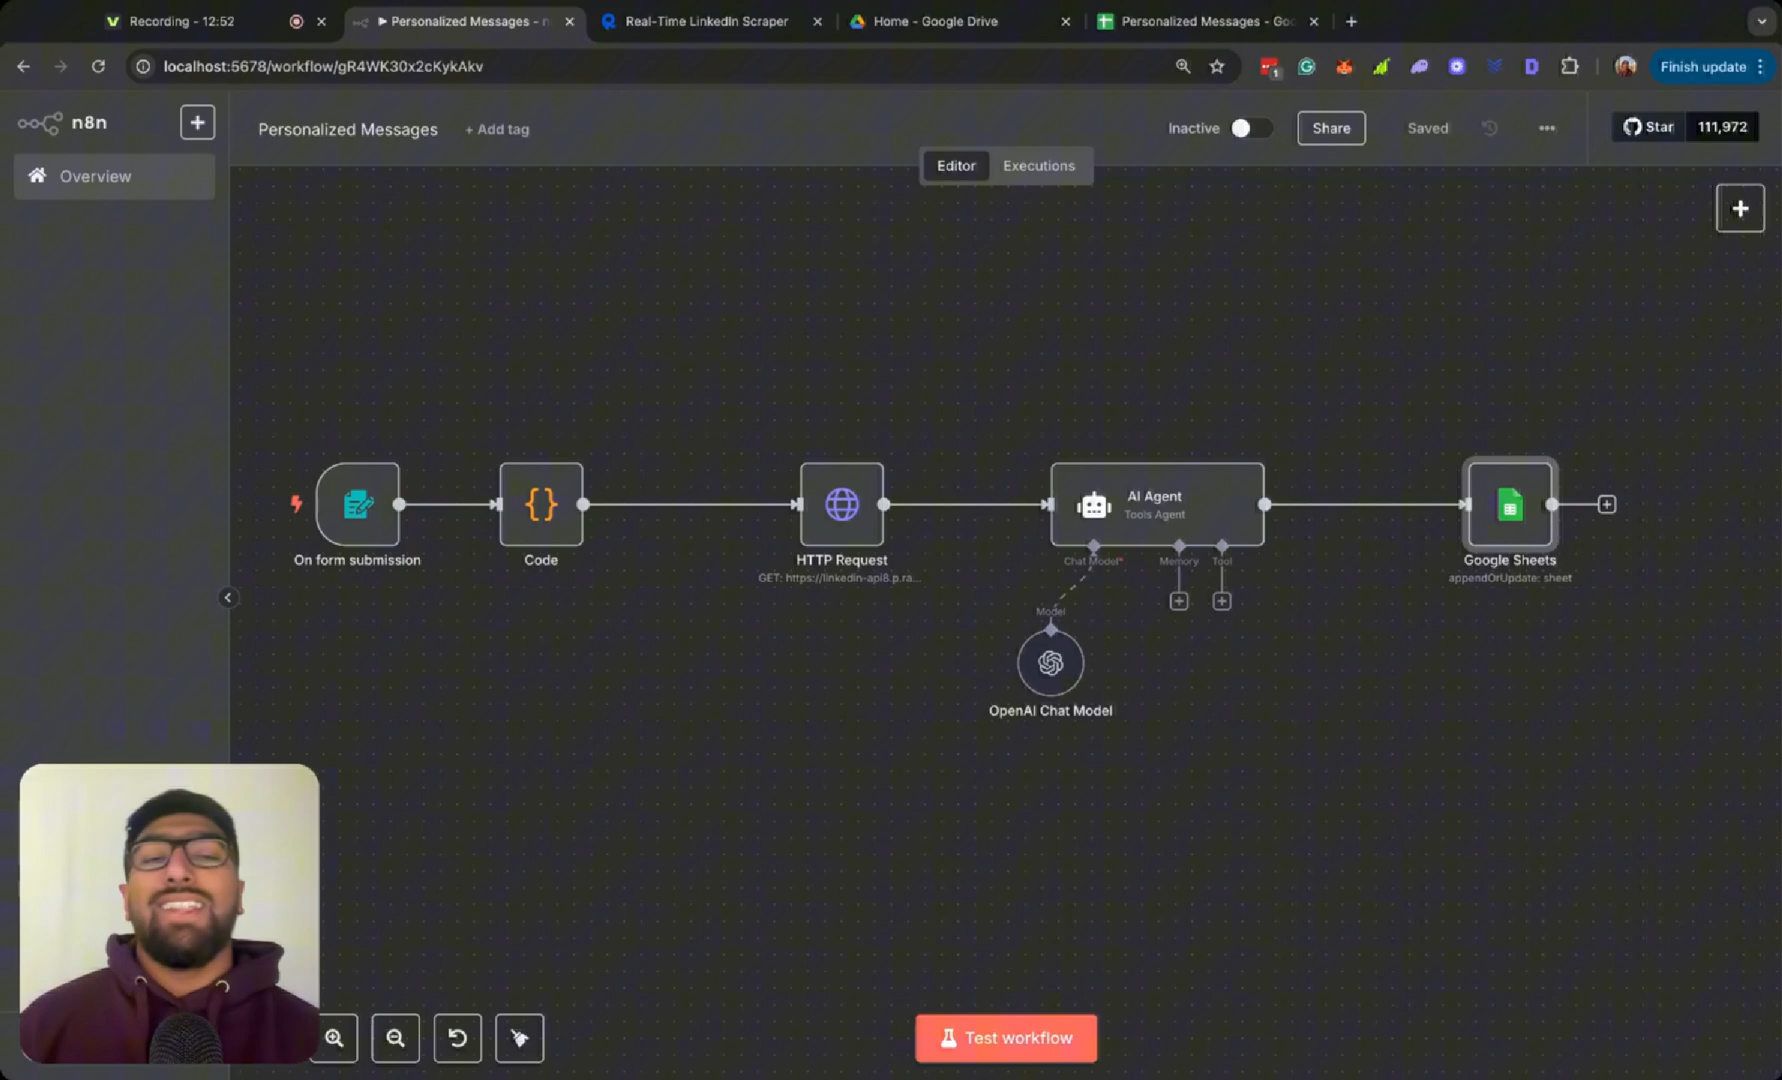 Recording - 12:52
Personalized Messages - n
Real-Time LinkedIn Scraper
Home - Google Drive
Personalized Messages - Goo
localhost:5678/workflow/gR4WK30x2cKykAkv
1
Finish update
n8n
Personalized Messages
+ Add tag
Inactive
Share
Saved
Star
111,972
Overview
Editor
Executions
AI Agent
Tools Agent
On form submission
Code
HTTP Request
GET: https://linkedin-api8.p.ra...
Chat Model*
Memory
Tool
Google Sheets
appendOrUpdate: sheet
Model
OpenAI Chat Model
Test workflow